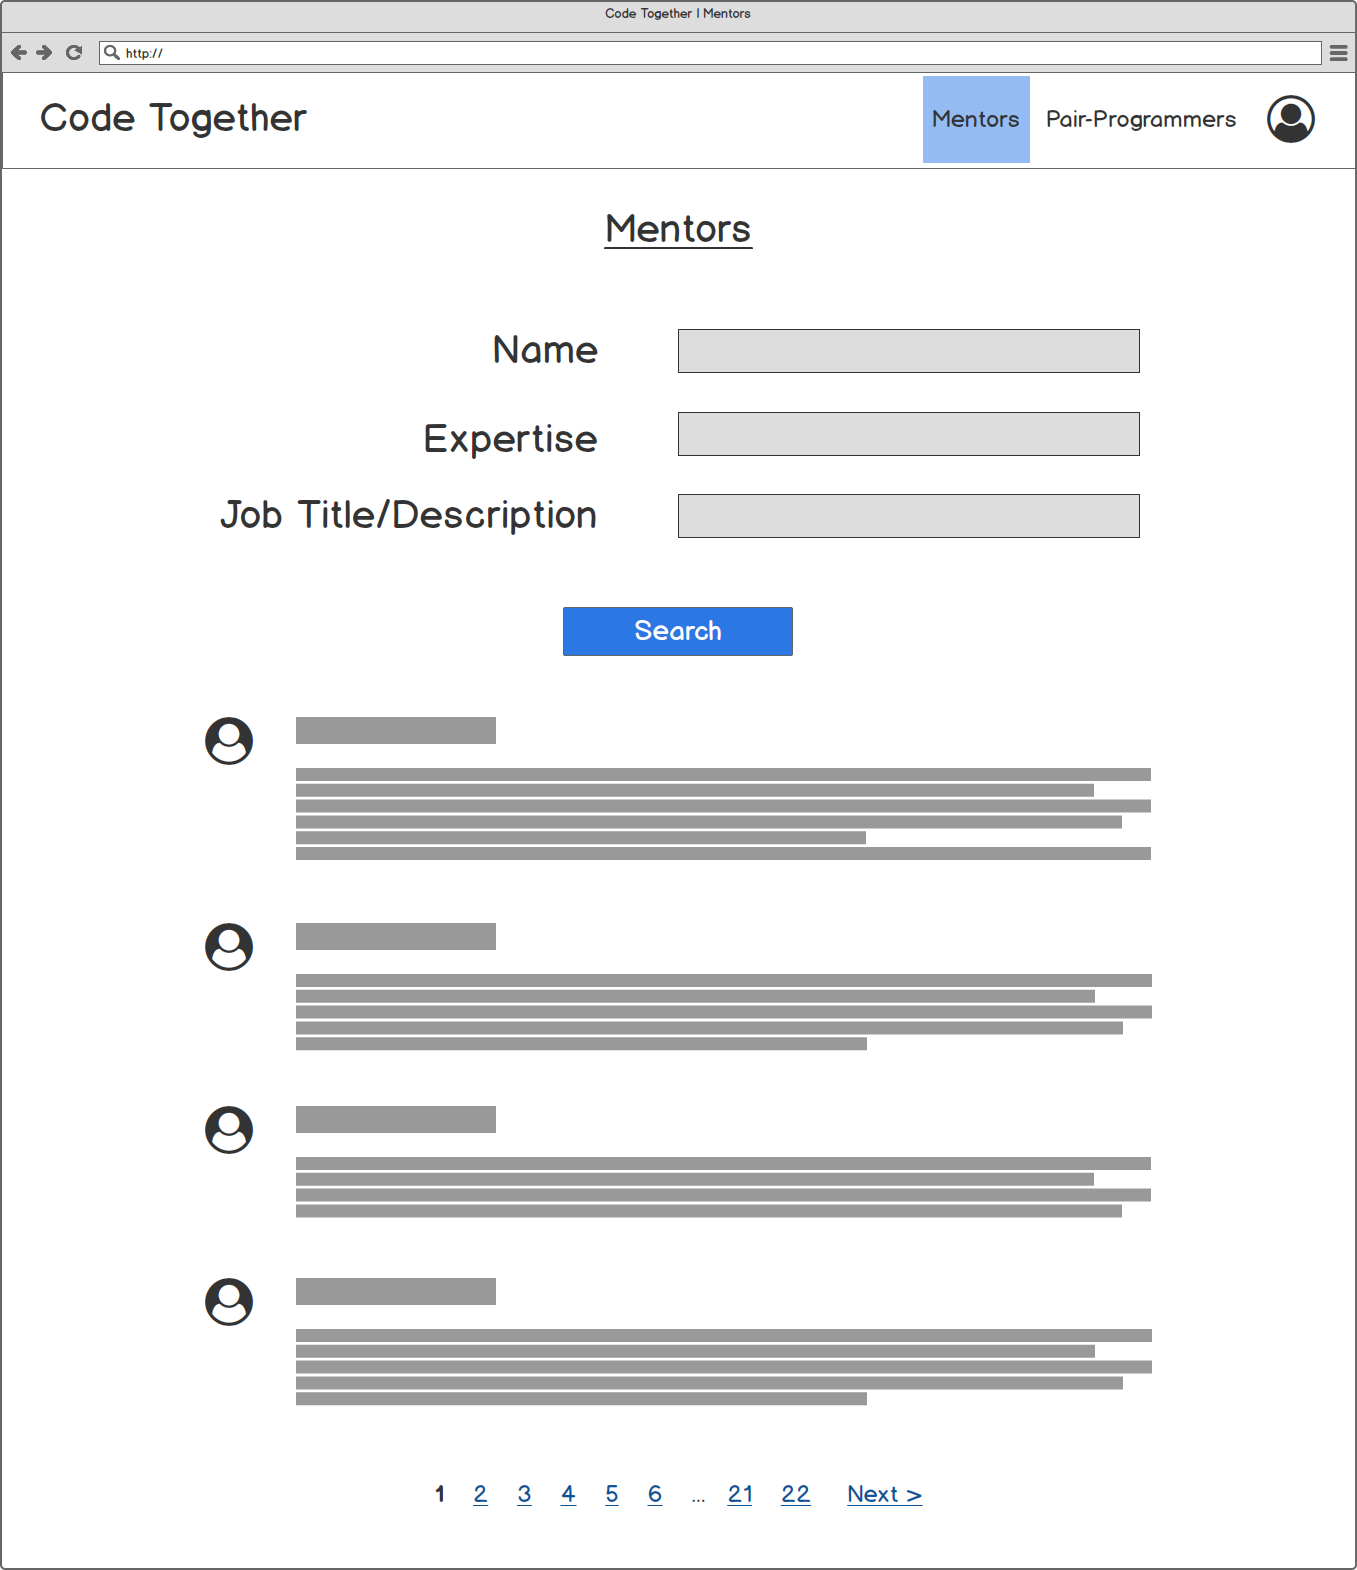 Code Together | Mentors
http://
Code Together
Mentors
Pair-Programmers
Mentors
Name
Expertise
Job Title/Description
Search
1 2 3 4 5 6 ... 21 22 Next >